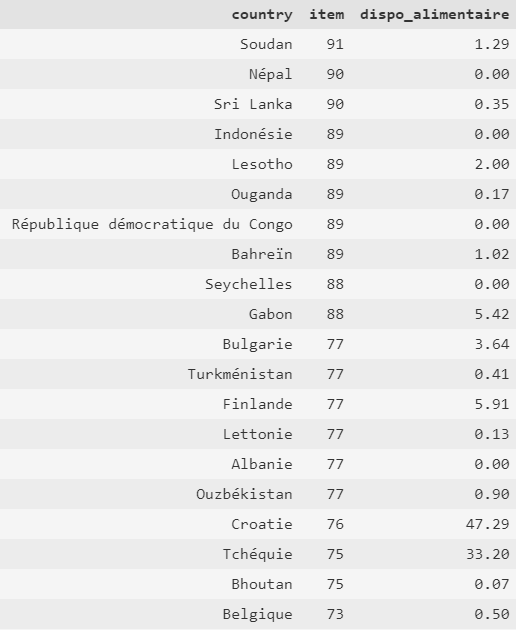 country item dispo_alimentaire
Soudan 91 1.29
Népal 90 0.00
Sri Lanka 90 0.35
Indonésie 89 0.00
Lesotho 89 2.00
Ouganda 89 0.17
République démocratique du Congo 89 0.00
Bahreïn 89 1.02
Seychelles 88 0.00
Gabon 88 5.42
Bulgarie 77 3.64
Turkménistan 77 0.41
Finlande 77 5.91
Lettonie 77 0.13
Albanie 77 0.00
Ouzbékistan 77 0.90
Croatie 76 47.29
Tchéquie 75 33.20
Bhoutan 75 0.07
Belgique 73 0.50